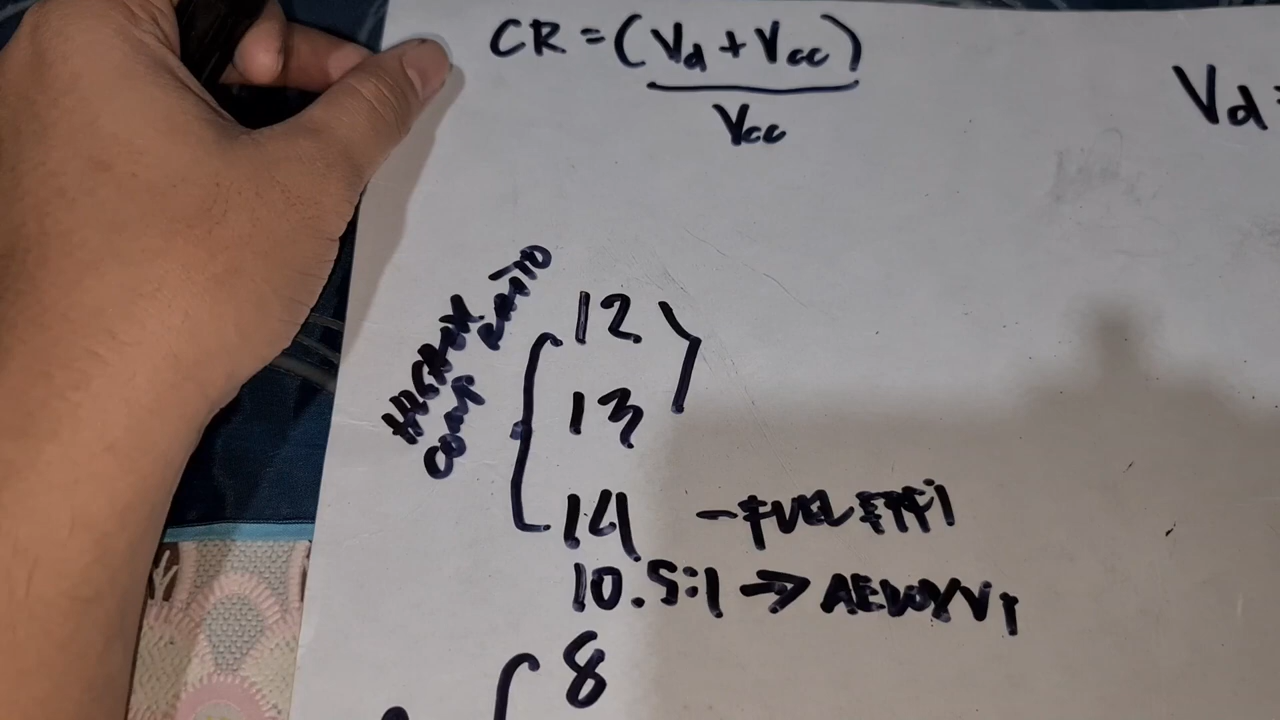 CR = (Vd + Vcc)
Vcc
Vd =
HIGHER
COMP RATIO
12
13
14 - FUEL EFFI
10.5:1 →
8